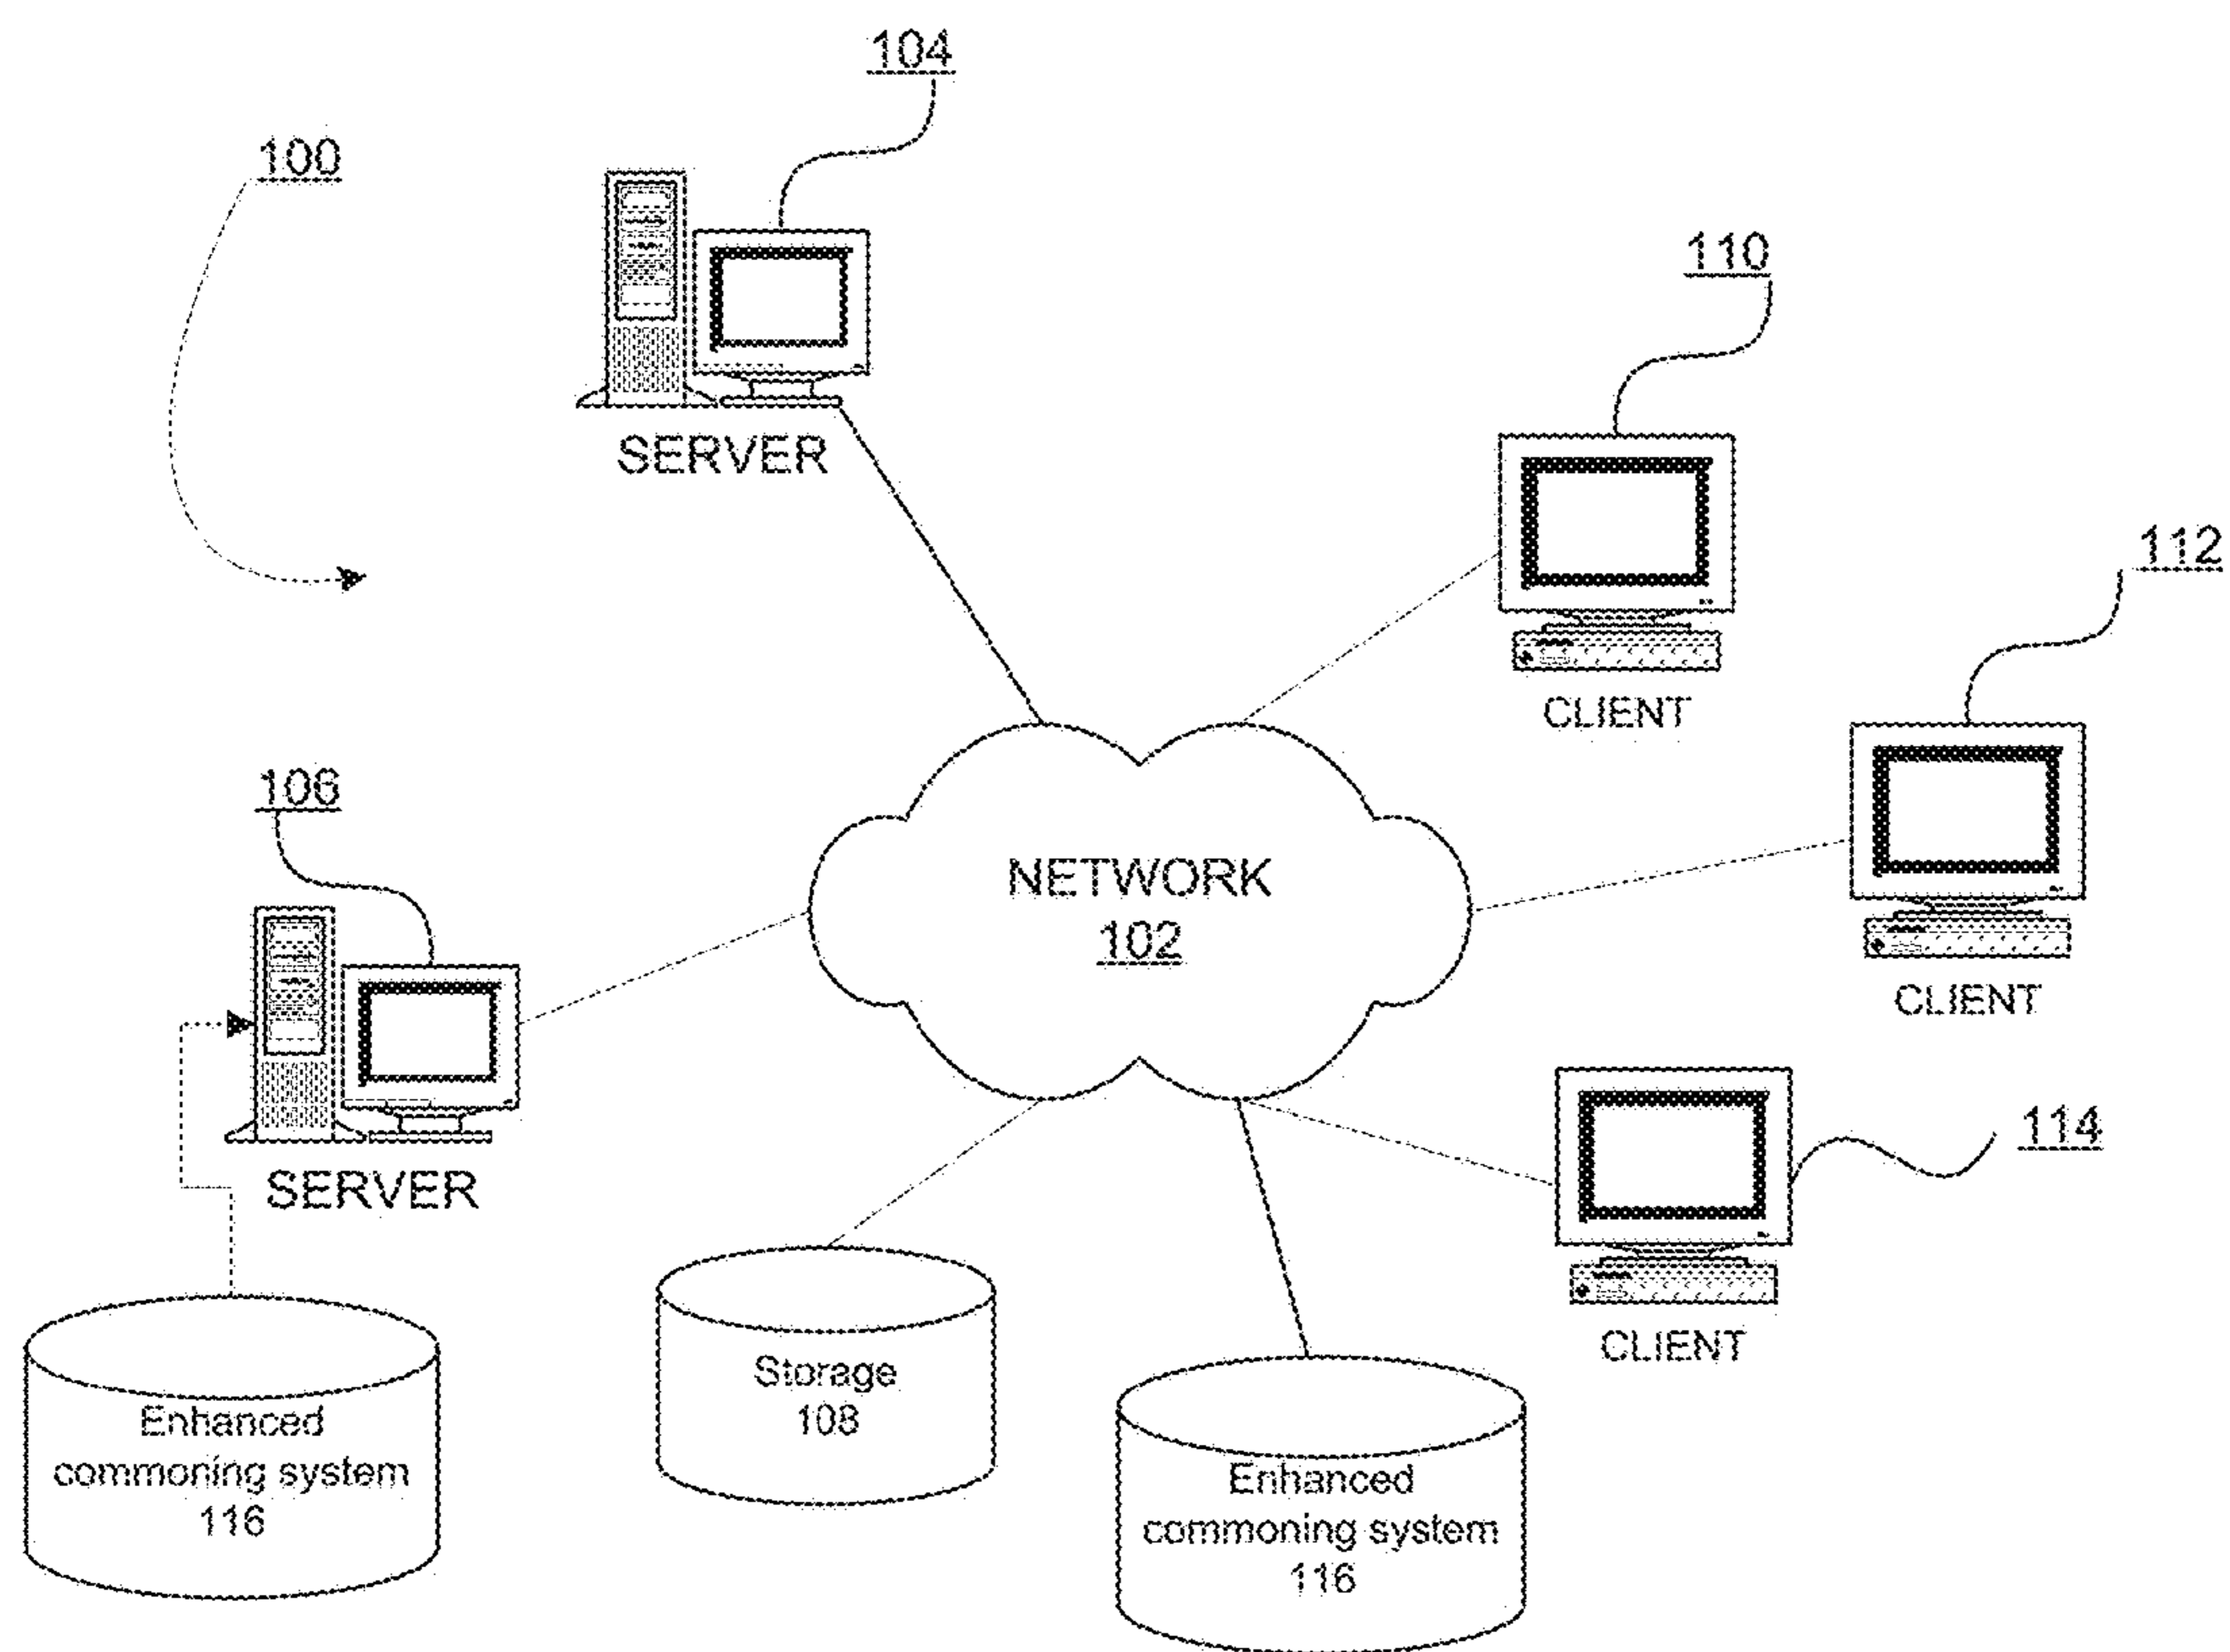 104
100
110
SERVER
112
CLIENT
106
NETWORK
102
CLIENT
114
SERVER
CLIENT
Storage
108
Enhanced
commoning system
116
Enhanced
commoning system
116